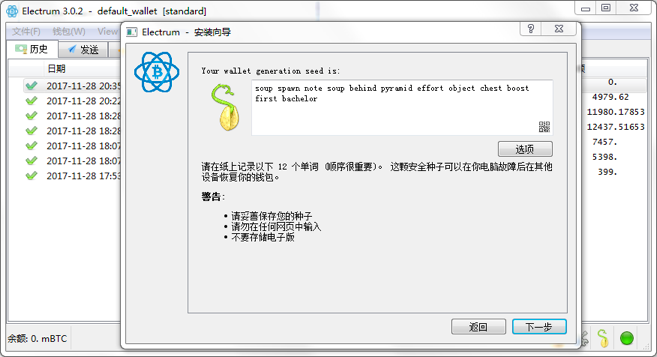 Electrum 3.0.2 - default_wallet [standard]
文件(F) 钱包(W) View
历史 发送
日期
2017-11-28 20:35 0.
2017-11-28 20:22 4979.62
2017-11-28 18:28 11980.17853
2017-11-28 18:28 12437.51653
2017-11-28 18:07 7457.
2017-11-28 18:07 5398.
2017-11-28 17:53 399.
余额: 0. mBTC
Electrum - 安装向导
Your wallet generation seed is:
soup spawn note soup behind pyramid effort object chest boost
first bachelor
选项
请在纸上记录以下 12 个单词 (顺序很重要)。 这颗安全种子可以在你电脑故障后在其他
设备恢复你的钱包。
警告:
• 请妥善保存您的种子
• 请勿在任何网页中输入
• 不要存储电子版
返回 下一步